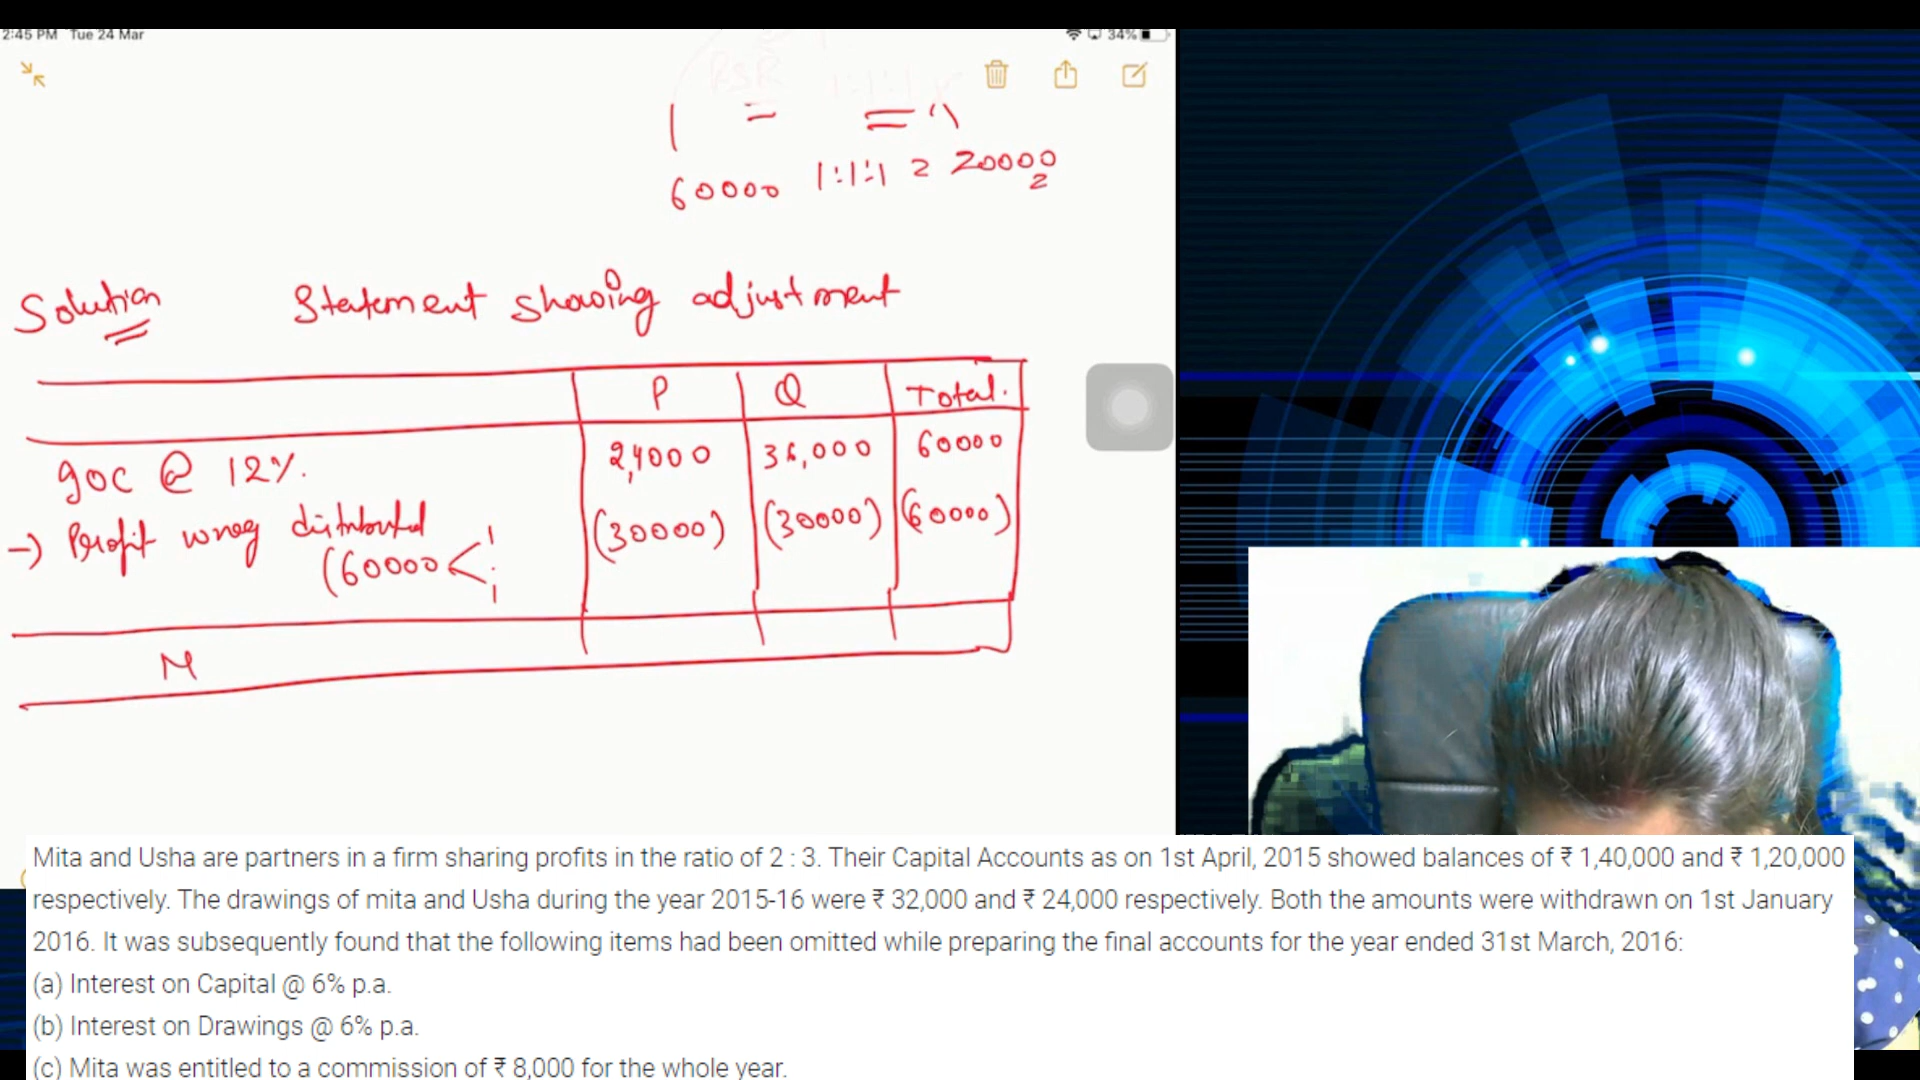 2:45 PM Tue 24 Mar
34%
60000 1:1:1 2 20000
2
Solution Statement showing adjustment
P Q Total.
goc @ 12%. 24000 36,000 60000
→ Profit wrog distributed (30000) (30000) (60000)
(60000 < 1
1
M
Mita and Usha are partners in a firm sharing profits in the ratio of 2 : 3. Their Capital Accounts as on 1st April, 2015 showed balances of ₹ 1,40,000 and ₹ 1,20,000
respectively. The drawings of mita and Usha during the year 2015-16 were ₹ 32,000 and ₹ 24,000 respectively. Both the amounts were withdrawn on 1st January
2016. It was subsequently found that the following items had been omitted while preparing the final accounts for the year ended 31st March, 2016:
(a) Interest on Capital @ 6% p.a.
(b) Interest on Drawings @ 6% p.a.
(c) Mita was entitled to a commission of ₹ 8,000 for the whole year.